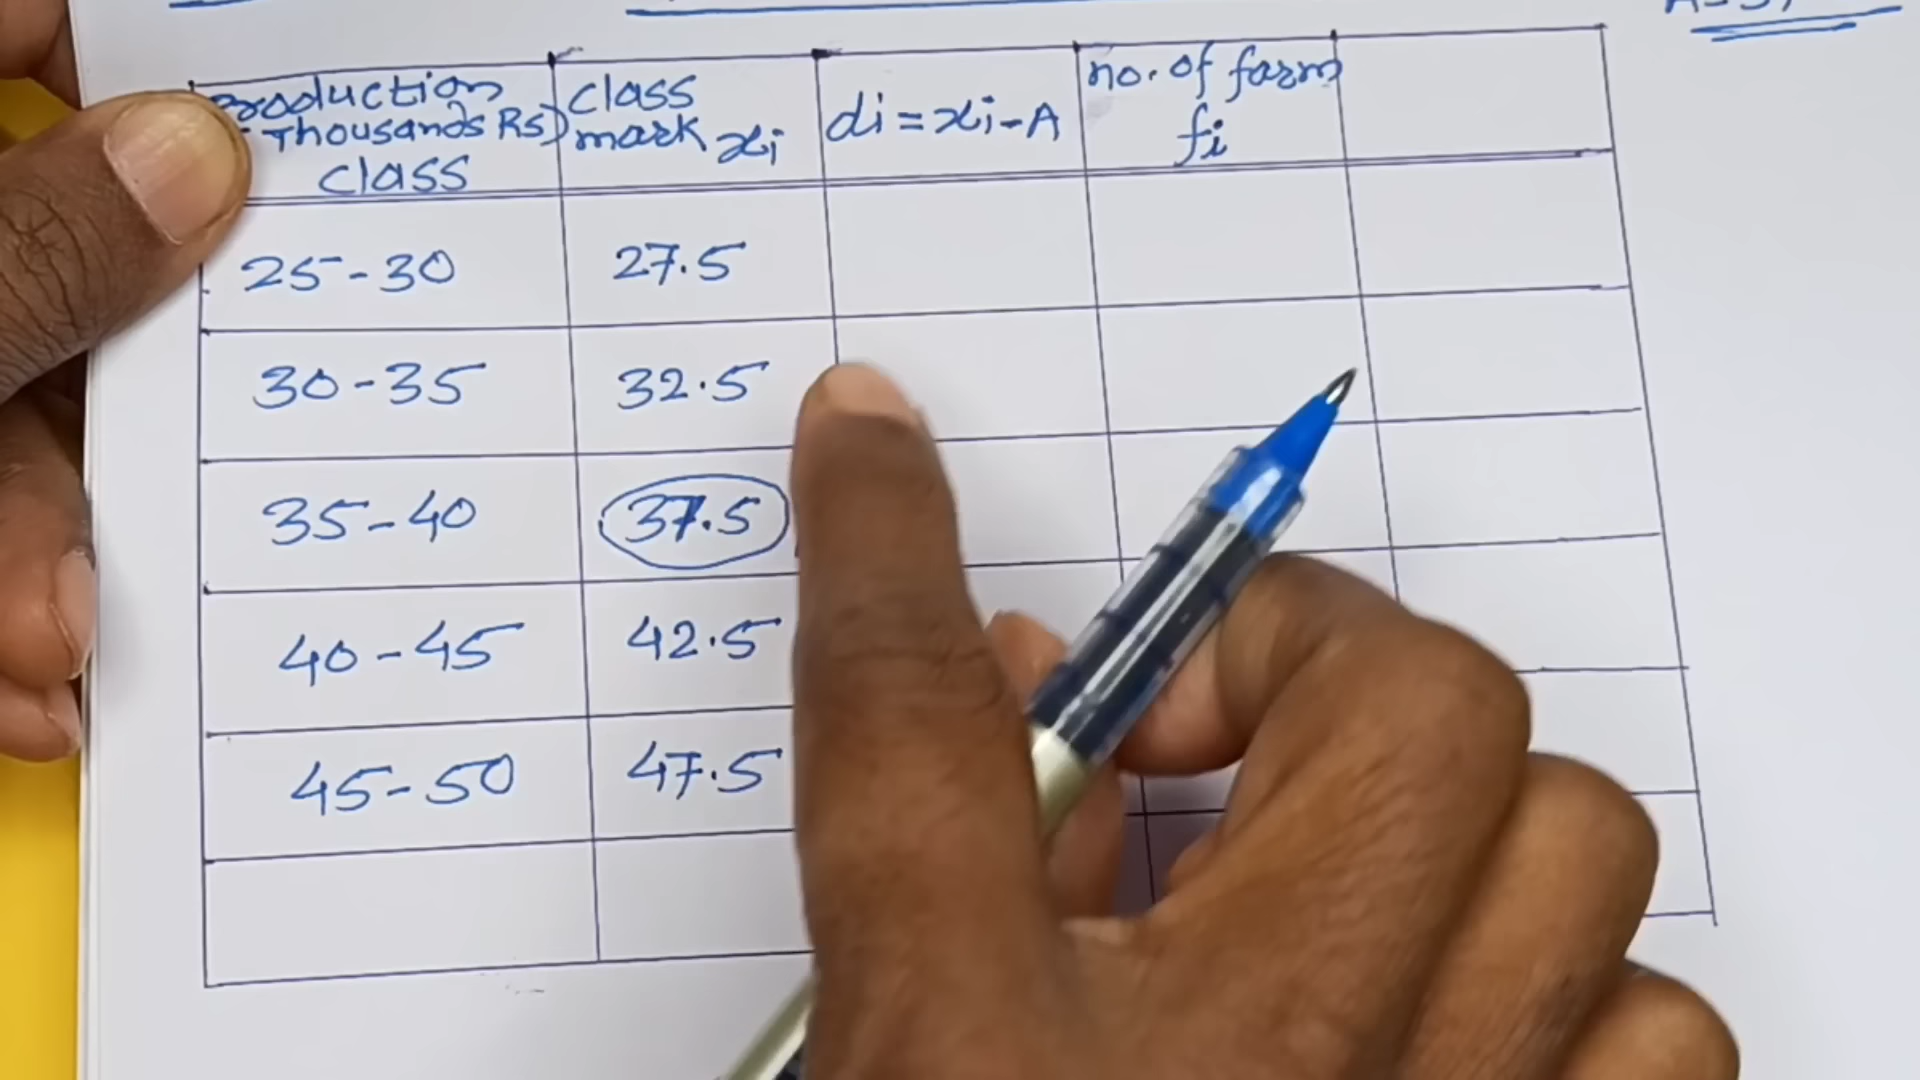 Production class no. of farm
Thousands RS) mark xi di = xi - A fi
class
25-30 27.5
30-35 32.5
35-40 37.5
40-45 42.5
45-50 47.5